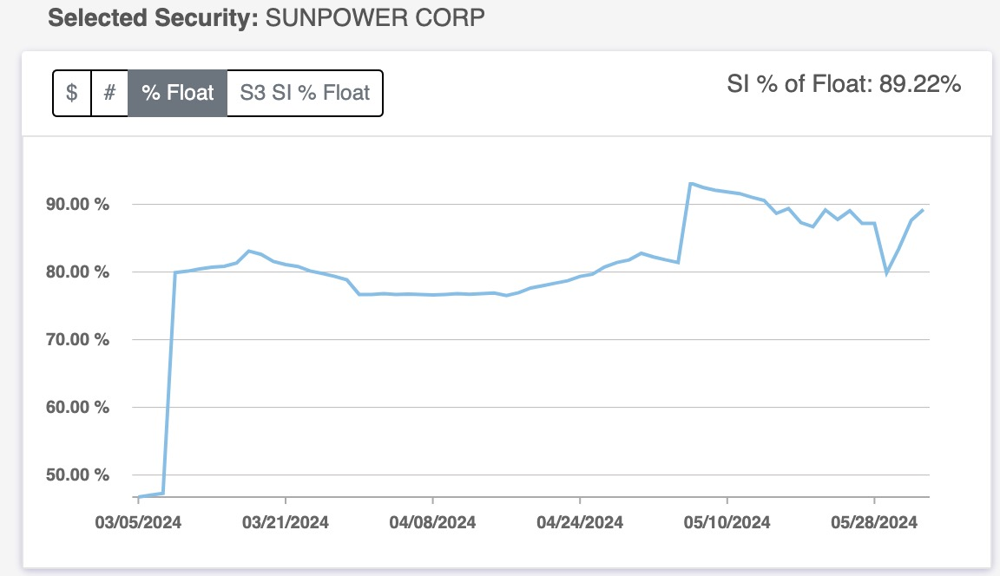 Selected Security: SUNPOWER CORP
$ # % Float S3 SI % Float
SI % of Float: 89.22%
90.00 %
80.00 %
70.00 %
60.00 %
50.00 %
03/05/2024 03/21/2024 04/08/2024 04/24/2024 05/10/2024 05/28/2024